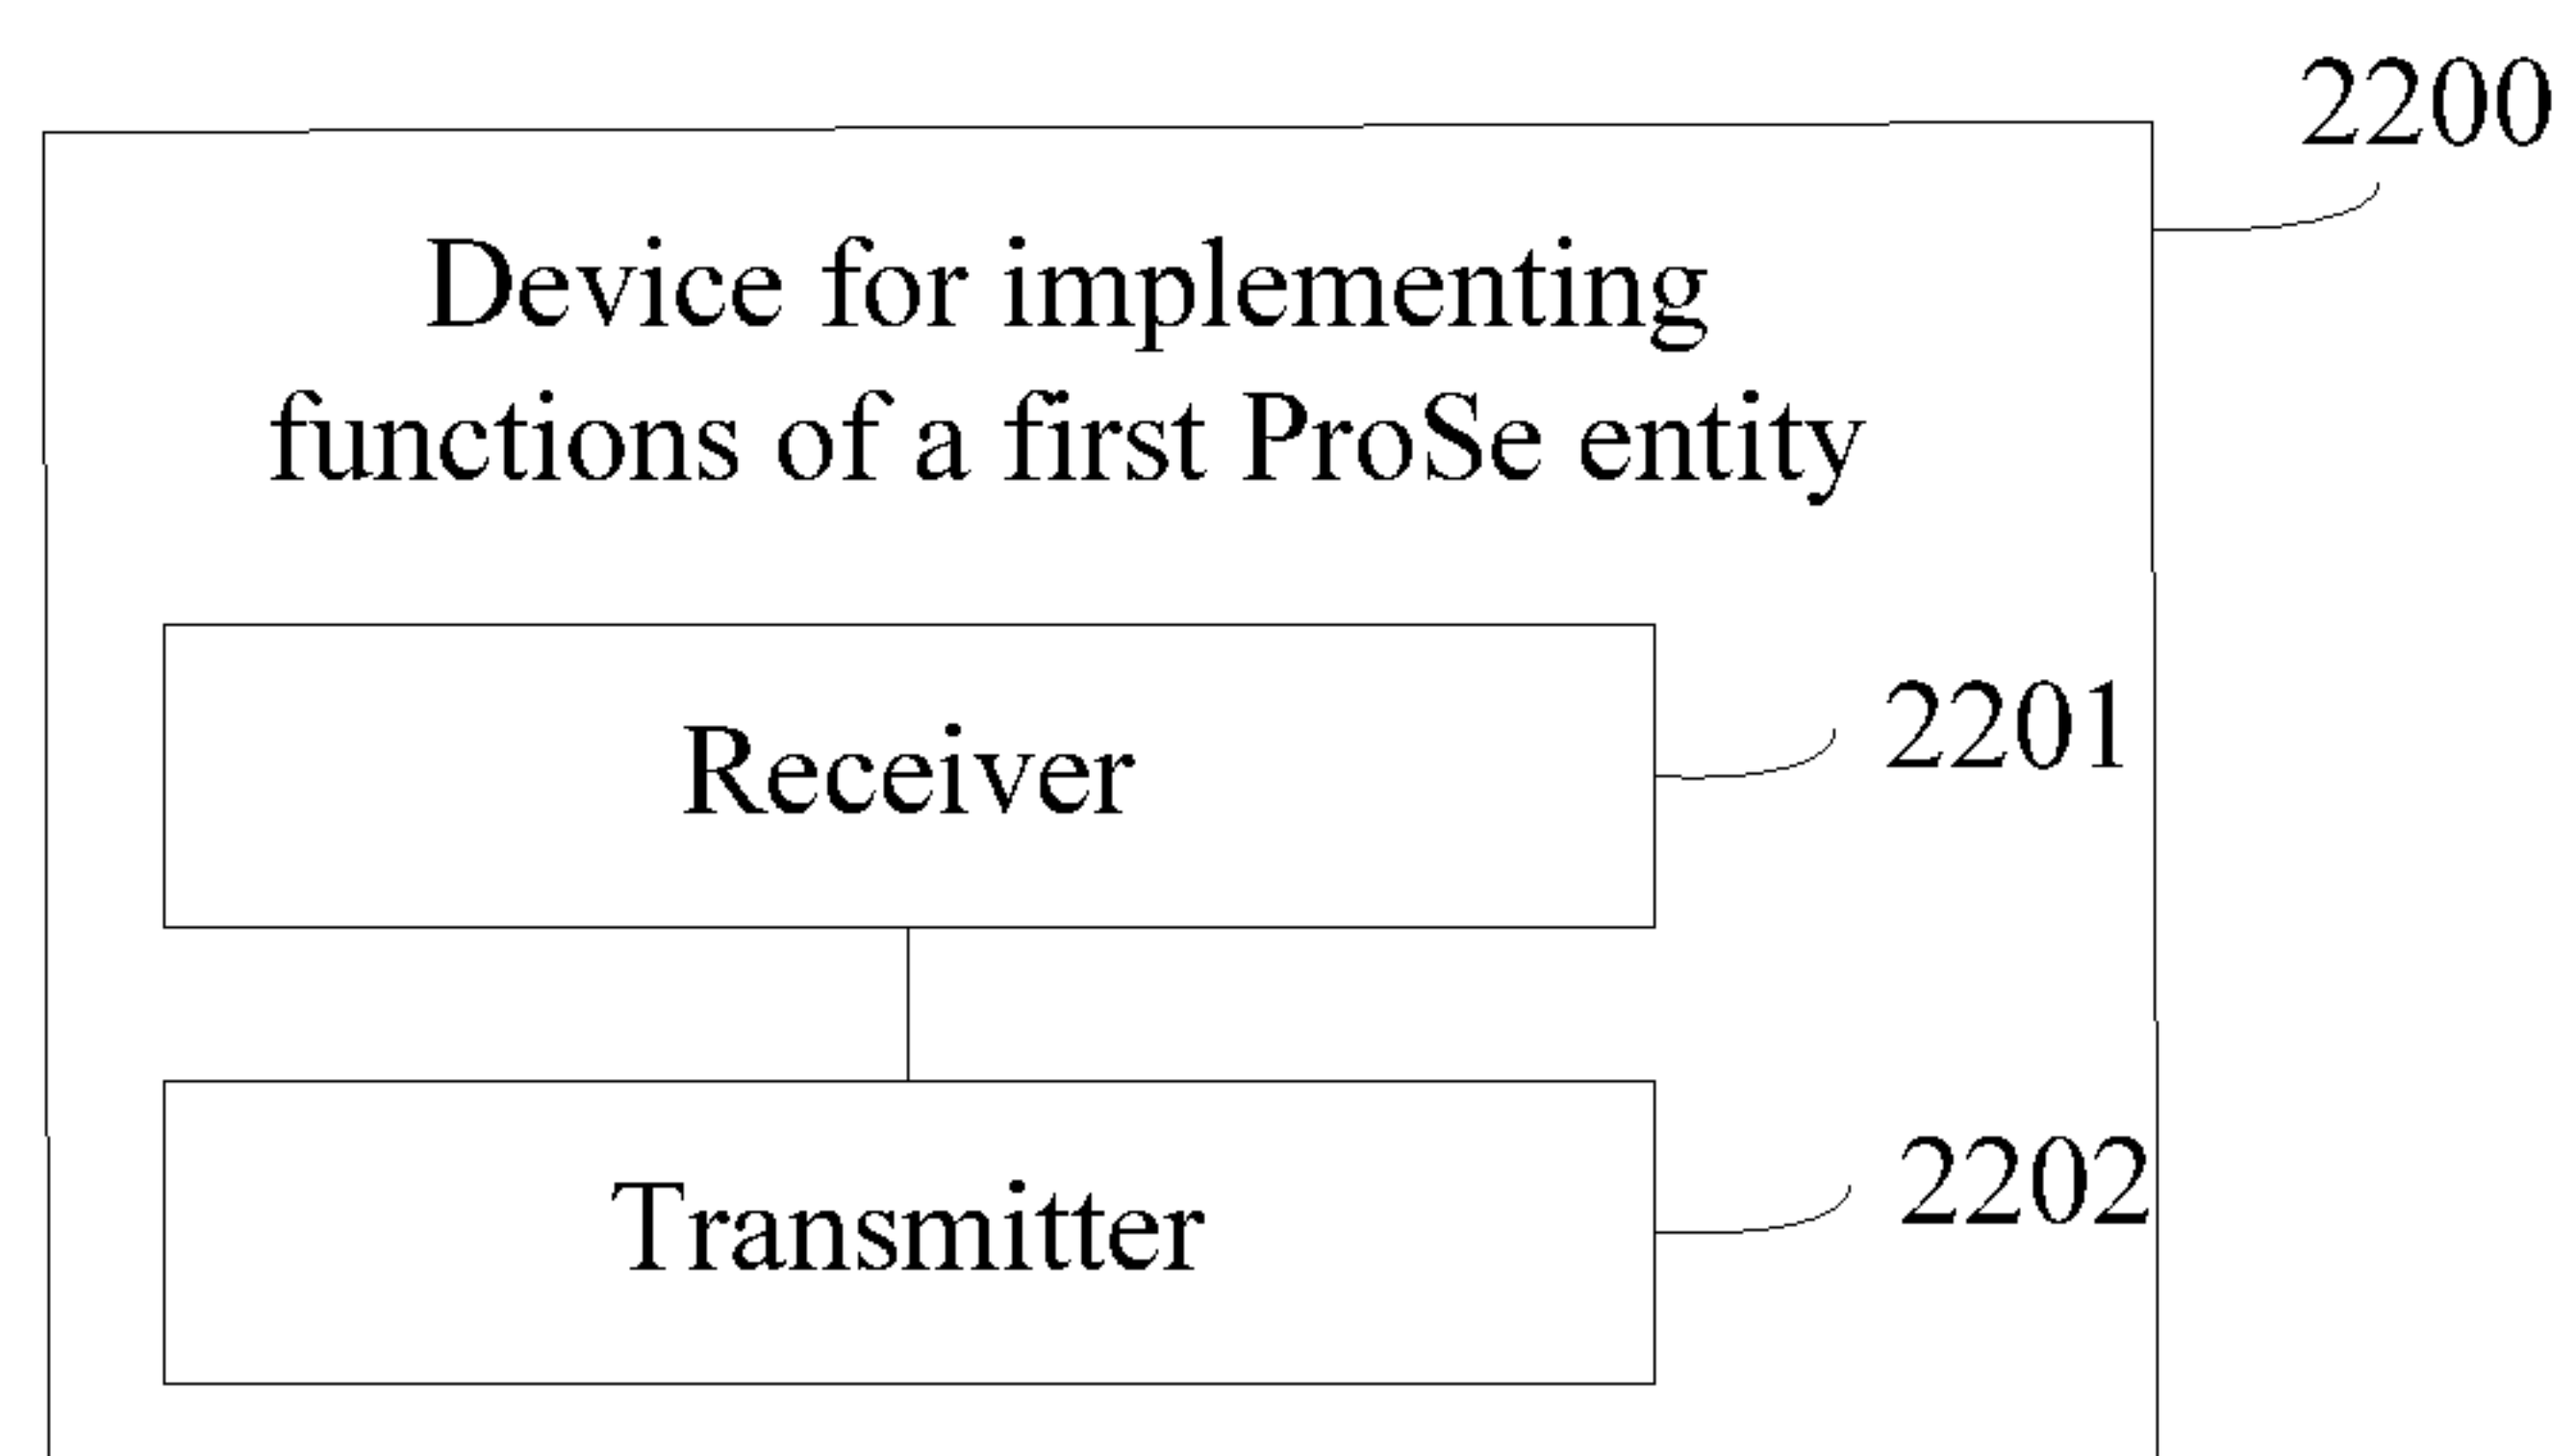 2200
Device for implementing
functions of a first ProSe entity
Receiver
2201
Transmitter
2202